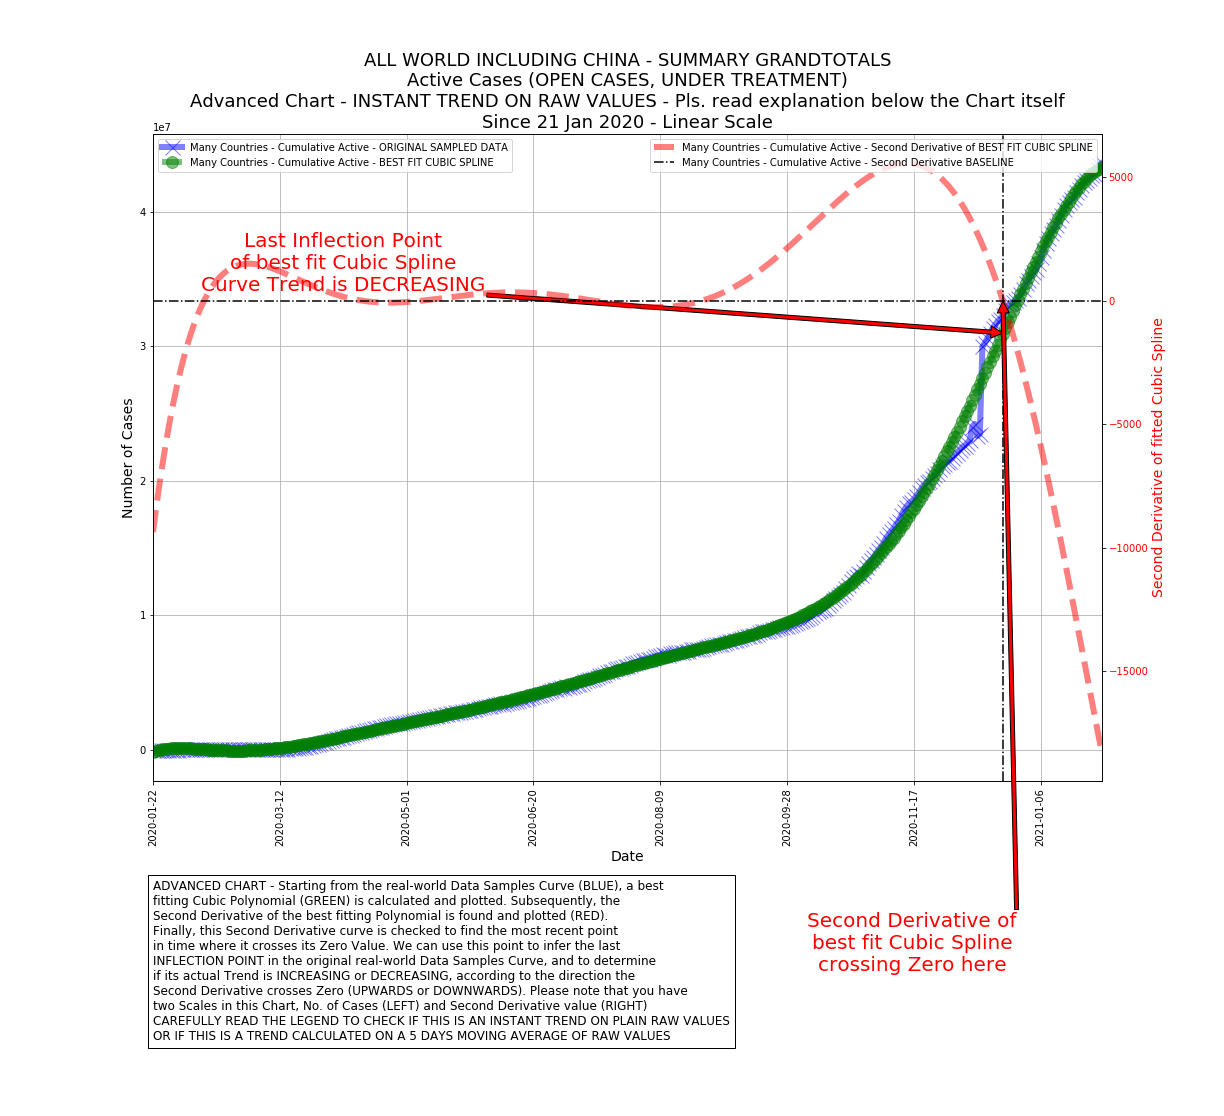 ALL WORLD INCLUDING CHINA - SUMMARY GRANDTOTALS
Active Cases (OPEN CASES, UNDER TREATMENT)
Advanced Chart - INSTANT TREND ON RAW VALUES - Pls. read explanation below the Chart itself
Since 21 Jan 2020 - Linear Scale
1e7
Many Countries - Cumulative Active - ORIGINAL SAMPLED DATA
Many Countries - Cumulative Active - BEST FIT CUBIC SPLINE
Many Countries - Cumulative Active - Second Derivative of BEST FIT CUBIC SPLINE
Many Countries - Cumulative Active - Second Derivative BASELINE
Last Inflection Point
of best fit Cubic Spline
Curve Trend is DECREASING
4
3
2
1
0
Number of Cases
5000
0
−5000
−10000
−15000
Second Derivative of fitted Cubic Spline
2020-01-22
2020-03-12
2020-05-01
2020-06-20
2020-08-09
2020-09-28
2020-11-17
2021-01-06
Date
Second Derivative of
best fit Cubic Spline
crossing Zero here
ADVANCED CHART - Starting from the real-world Data Samples Curve (BLUE), a best
fitting Cubic Polynomial (GREEN) is calculated and plotted. Subsequently, the
Second Derivative of the best fitting Polynomial is found and plotted (RED).
Finally, this Second Derivative curve is checked to find the most recent point
in time where it crosses its Zero Value. We can use this point to infer the last
INFLECTION POINT in the original real-world Data Samples Curve, and to determine
if its actual Trend is INCREASING or DECREASING, according to the direction the
Second Derivative crosses Zero (UPWARDS or DOWNWARDS). Please note that you have
two Scales in this Chart, No. of Cases (LEFT) and Second Derivative value (RIGHT)
CAREFULLY READ THE LEGEND TO CHECK IF THIS IS AN INSTANT TREND ON PLAIN RAW VALUES
OR IF THIS IS A TREND CALCULATED ON A 5 DAYS MOVING AVERAGE OF RAW VALUES